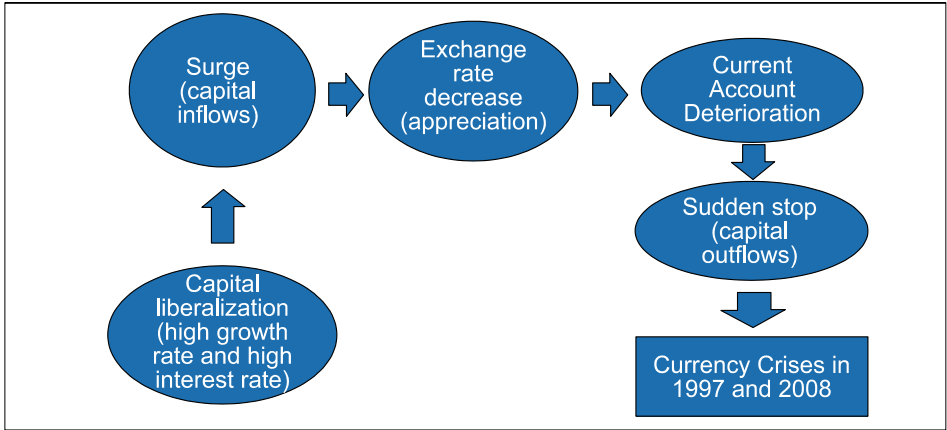 Surge
(capital
inflows)
Exchange
rate
decrease
(appreciation)
Current
Account
Deterioration
Sudden stop
(capital
outflows)
Capital
liberalization
(high growth
rate and high
interest rate)
Currency Crises in
1997 and 2008